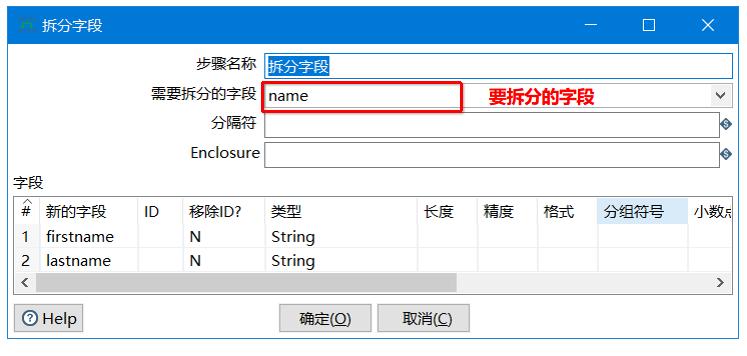 拆分字段
步骤名称 拆分字段
需要拆分的字段 name 要拆分的字段
分隔符
Enclosure
字段
# 新的字段 ID 移除ID? 类型 长度 精度 格式 分组符号 小数点
1 firstname N String
2 lastname N String
Help 确定(O) 取消(C)